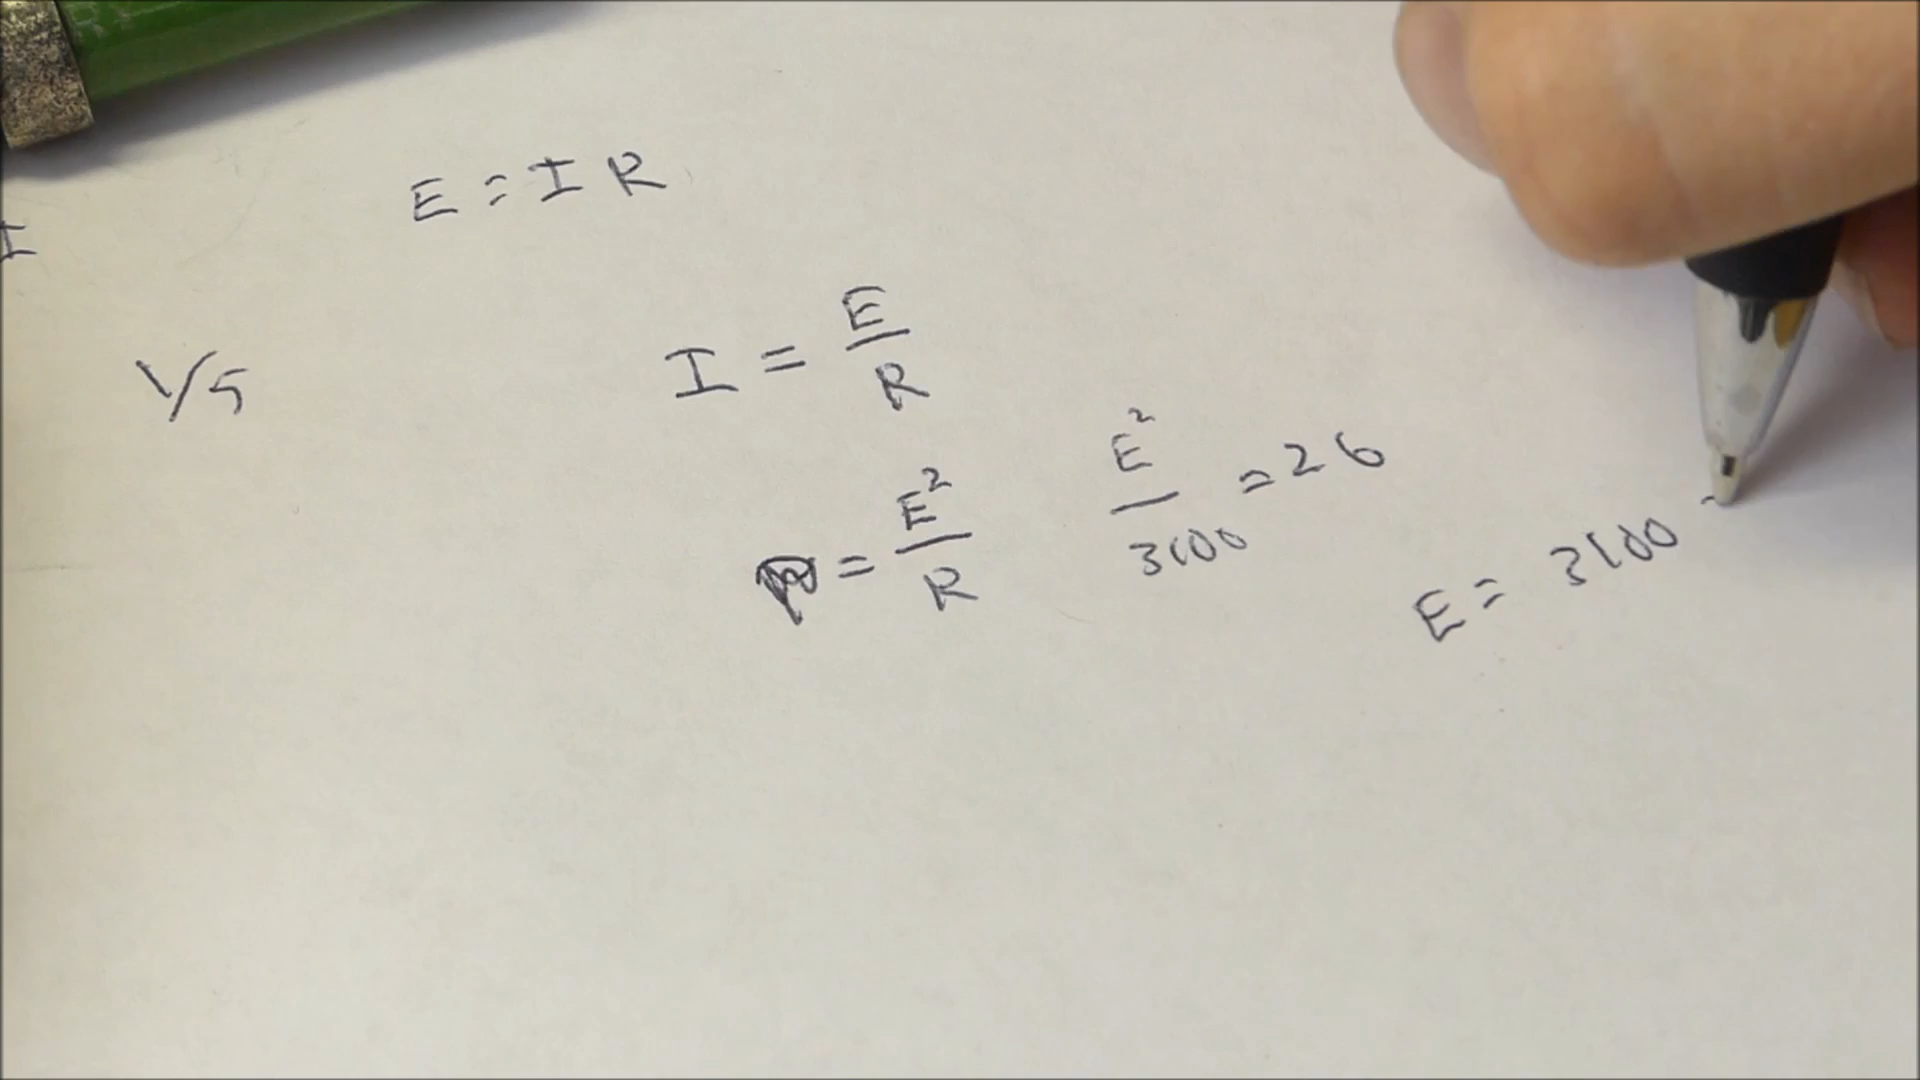 E = I R
I
1/5
I = E/R
P = E²/R
E²/3100 = 26
E = 3100